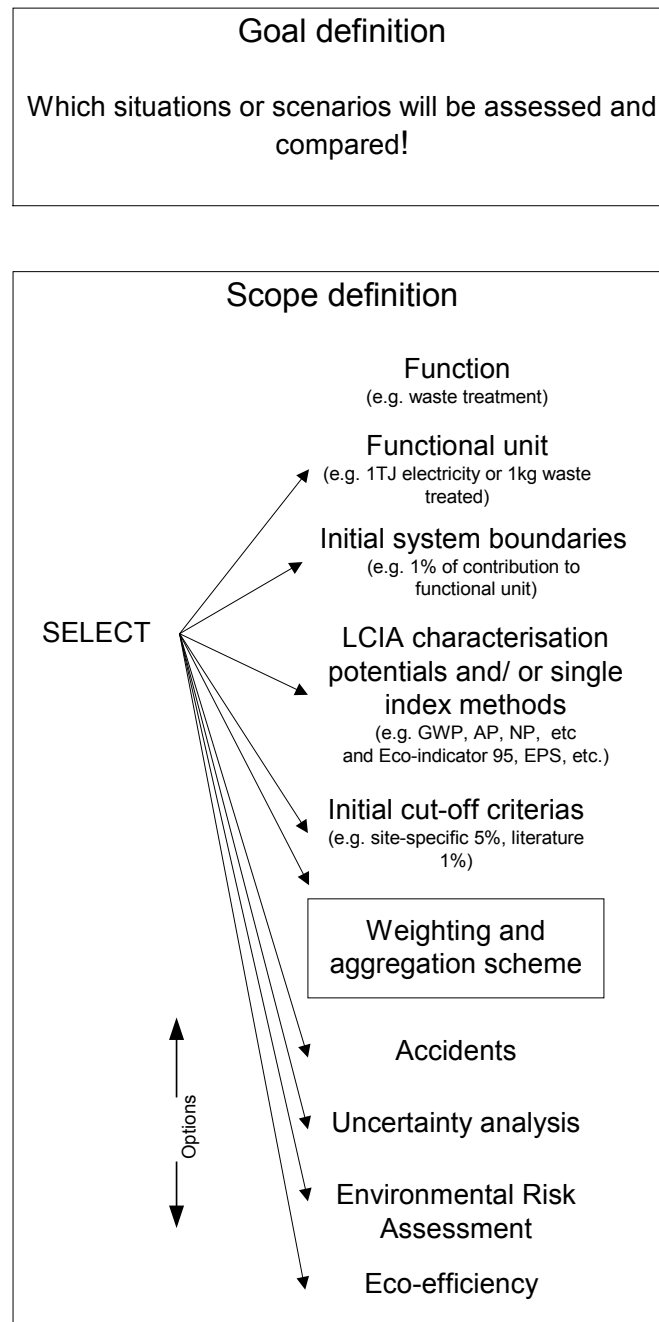 Goal definition
Which situations or scenarios will be assessed and
compared!
Scope definition
Function
(e.g. waste treatment)
Functional unit
(e.g. 1TJ electricity or 1kg waste
treated)
Initial system boundaries
(e.g. 1% of contribution to
functional unit)
SELECT
LCIA characterisation
potentials and/ or single
index methods
(e.g. GWP, AP, NP, etc
and Eco-indicator 95, EPS, etc.)
Initial cut-off criterias
(e.g. site-specific 5%, literature
1%)
Weighting and
aggregation scheme
Accidents
Options
Uncertainty analysis
Environmental Risk
Assessment
Eco-efficiency